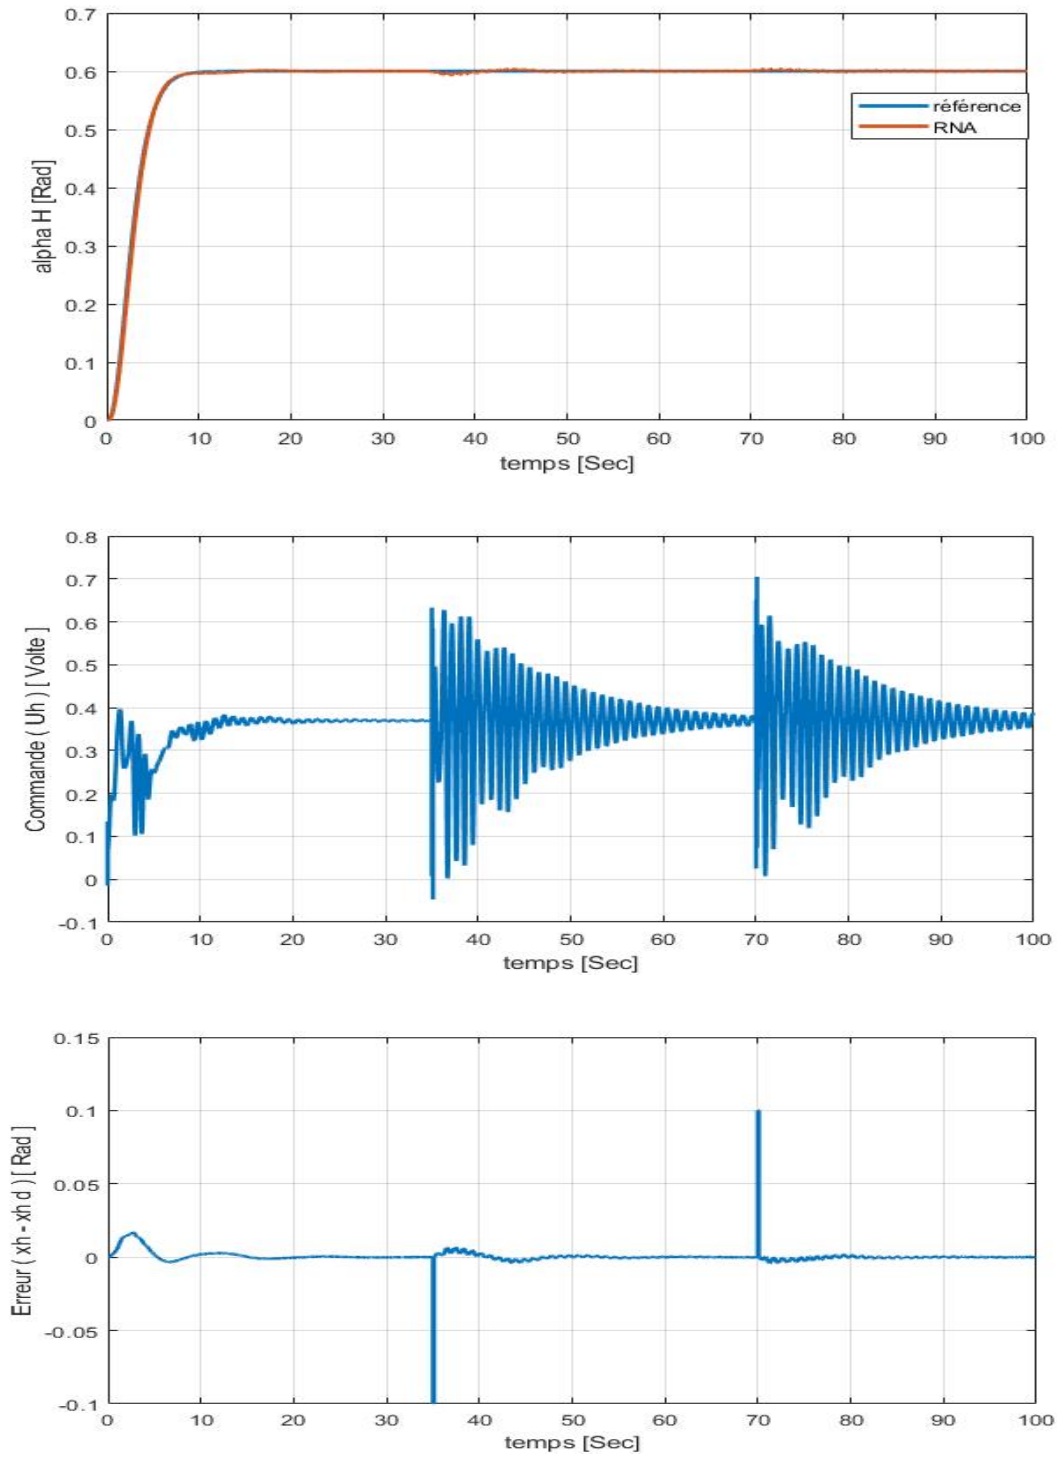 0.7
0.6
0.5
0.4
0.3
0.2
0.1
0
alpha H [Rad]
référence
RNA
0 10 20 30 40 50 60 70 80 90 100
temps [Sec]
0.8
0.7
0.6
0.5
0.4
0.3
0.2
0.1
0
-0.1
Commande ( Uh ) [ Volte ]
0 10 20 30 40 50 60 70 80 90 100
temps [Sec]
0.15
0.1
0.05
0
-0.05
-0.1
Erreur ( xh - xh d ) [ Rad ]
0 10 20 30 40 50 60 70 80 90 100
temps [Sec]